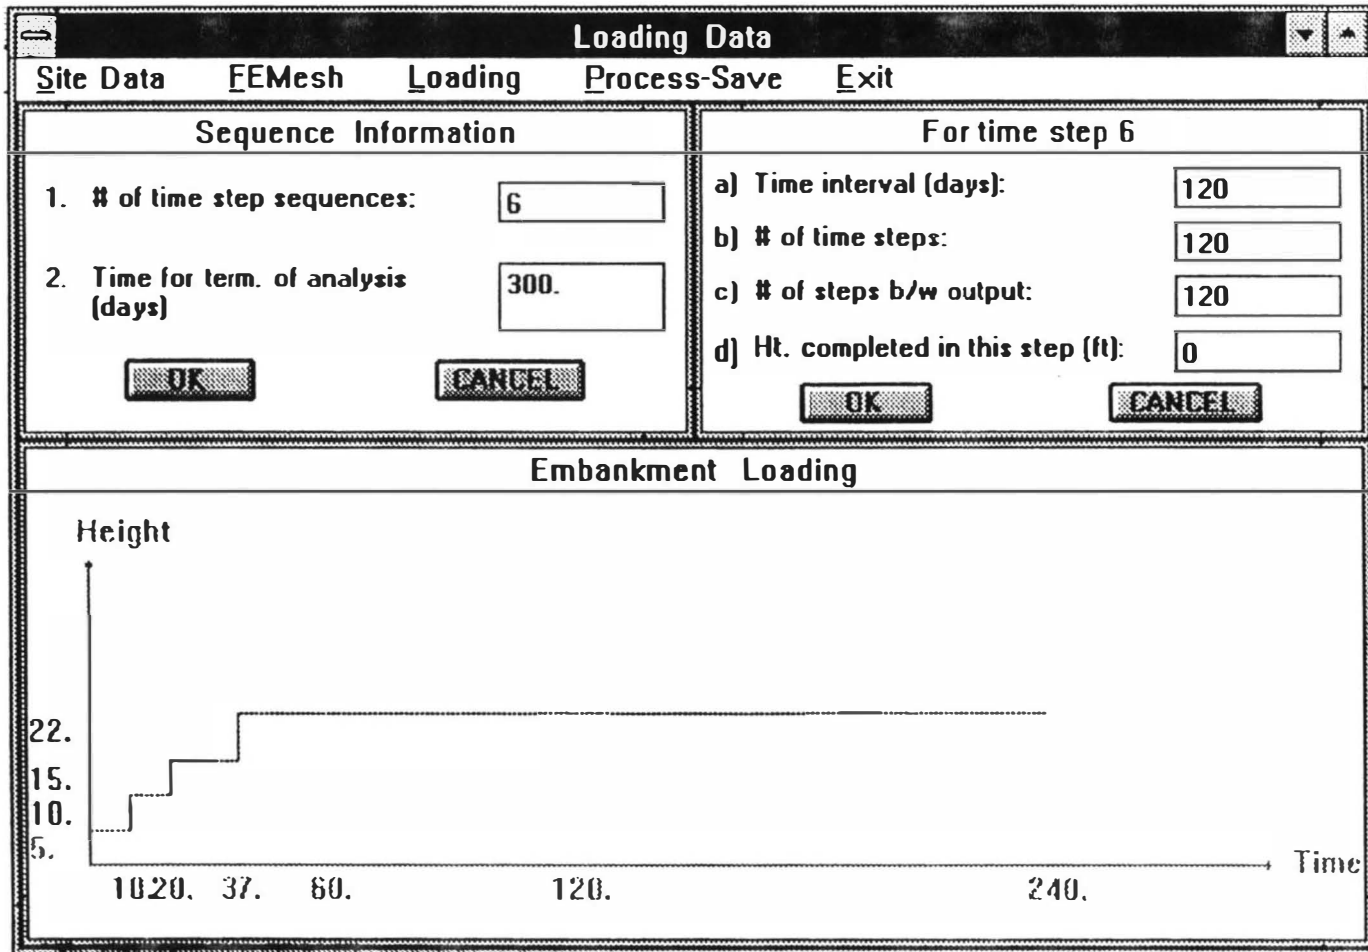 Loading Data
Site Data FEMesh Loading Process-Save Exit
Sequence Information
1. # of time step sequences: 6
2. Time for term. of analysis (days) 300.
OK CANCEL
For time step 6
a) Time interval (days): 120
b) # of time steps: 120
c) # of steps b/w output: 120
d) Ht. completed in this step (ft): 0
OK CANCEL
Embankment Loading
Height
22.
15.
10.
5.
Time
10. 20. 37. 60. 120. 240.